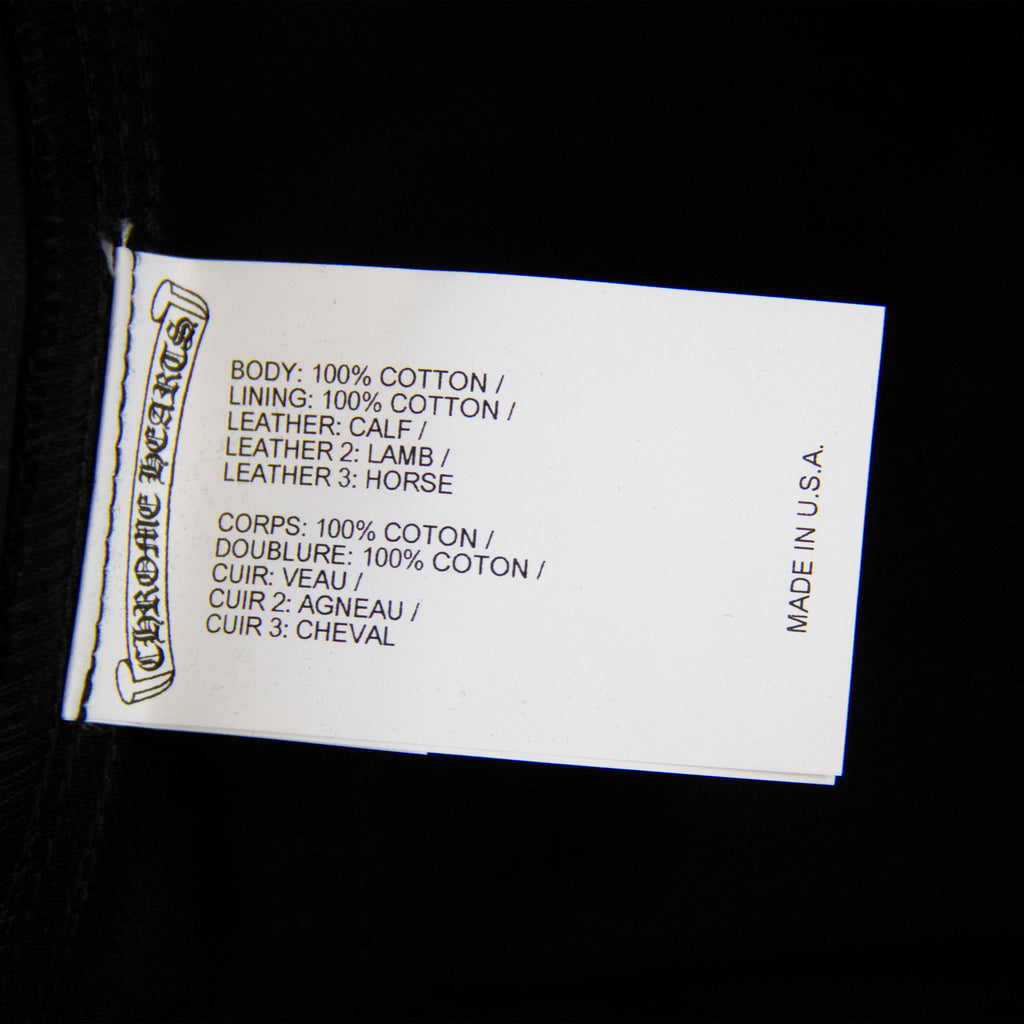 CHROME HEARTS
BODY: 100% COTTON /
LINING: 100% COTTON /
LEATHER: CALF /
LEATHER 2: LAMB /
LEATHER 3: HORSE
CORPS: 100% COTON /
DOUBLURE: 100% COTON /
CUIR: VEAU /
CUIR 2: AGNEAU /
CUIR 3: CHEVAL
MADE IN U.S.A.